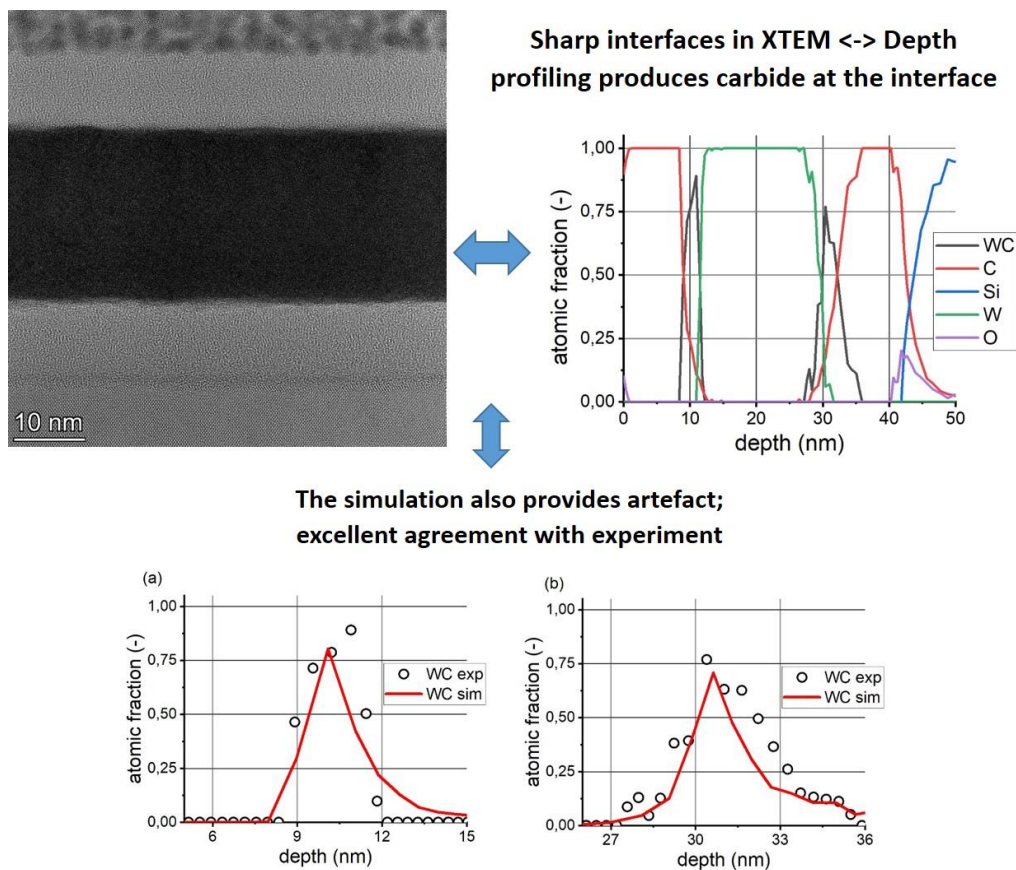 Sharp interfaces in XTEM <-> Depth
profiling produces carbide at the interface
10 nm
atomic fraction (-)
1,00
0,75
0,50
0,25
0,00
0
10
20
30
40
50
depth (nm)
WC
C
Si
W
O
The simulation also provides artefact;
excellent agreement with experiment
(a)
atomic fraction (-)
1,00
0,75
0,50
0,25
0,00
6
9
12
15
depth (nm)
WC exp
WC sim
(b)
atomic fraction (-)
1,00
0,75
0,50
0,25
0,00
27
30
33
36
depth (nm)
WC exp
WC sim